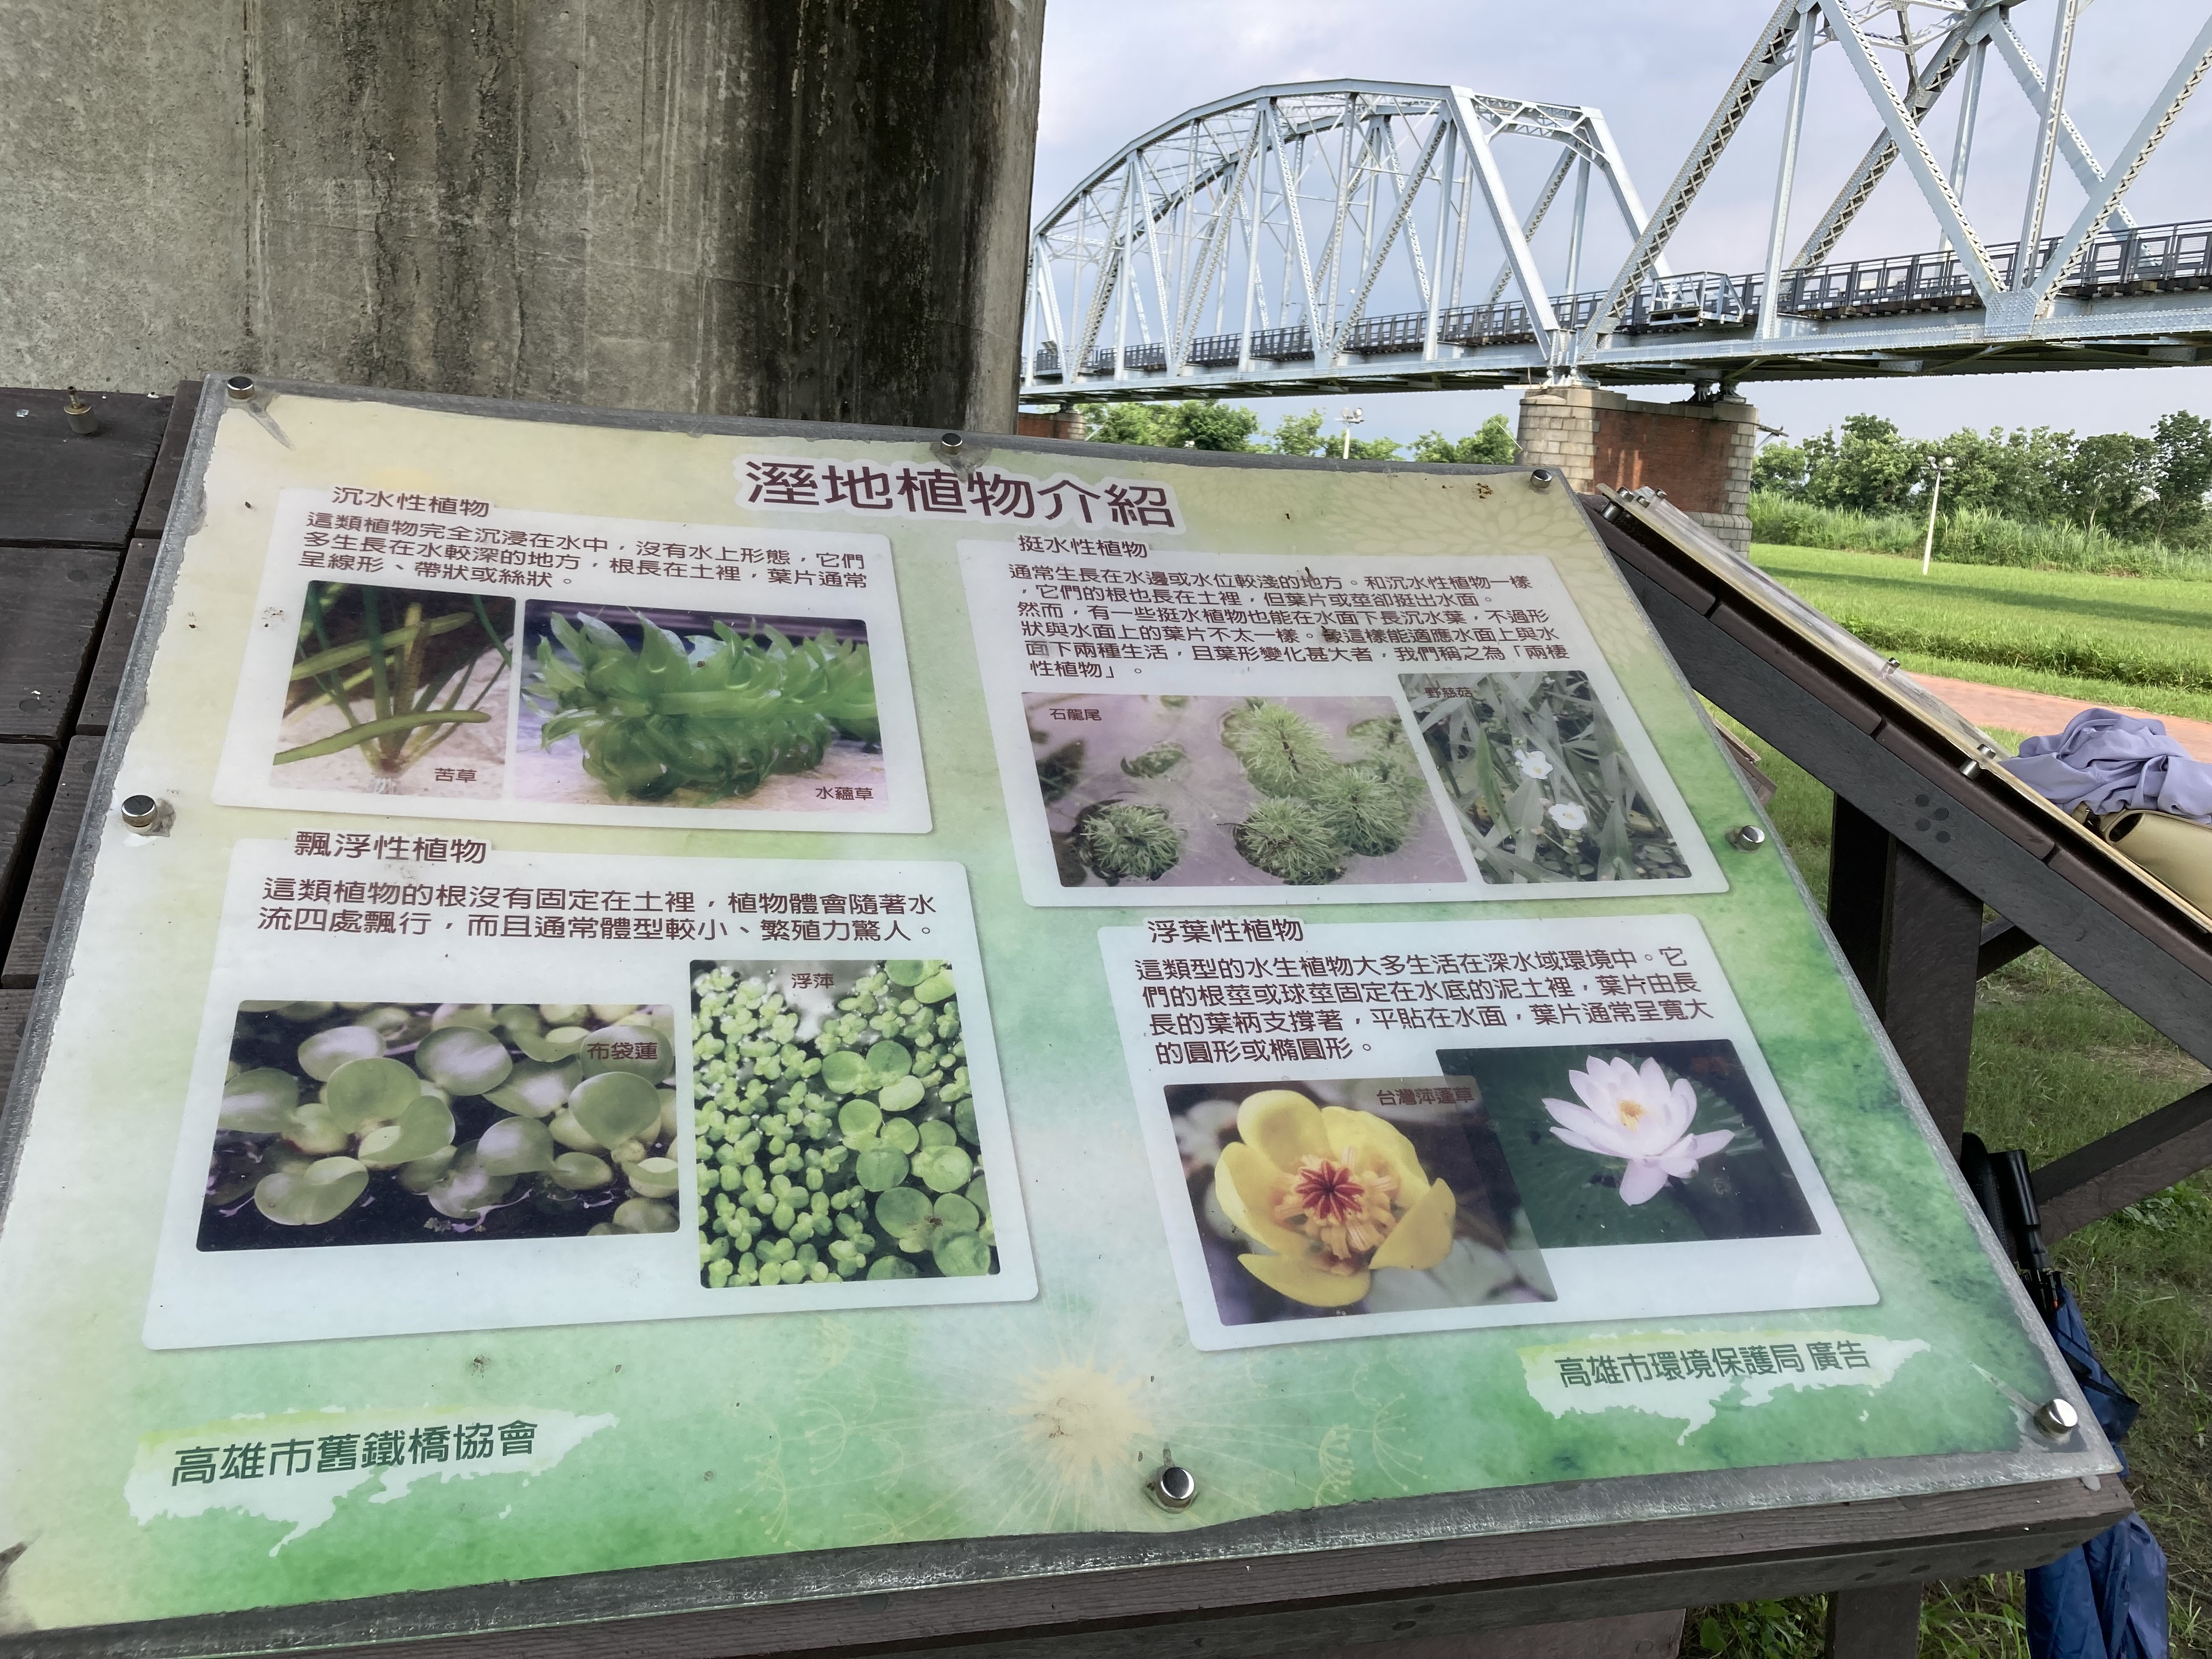 溼地植物介紹
沉水性植物
這類植物完全沉浸在水中，沒有水上形態，它們
多生長在水較深的地方，根長在土裡，葉片通常
呈線形、帶狀或絲狀。
苦草
水蘊草
挺水性植物
通常生長在水邊或水位較淺的地方。和沉水性植物一樣
，它們的根也長在土裡，但葉片或莖卻挺出水面。
然而，有一些挺水植物也能在水面下長沉水葉，不過形
狀與水面上的葉片不太一樣。像這樣能適應水面上與水
面下兩種生活，且葉形變化甚大者，我們稱之為「兩棲
性植物」。
石龍尾
野慈菇
飄浮性植物
這類植物的根沒有固定在土裡，植物體會隨著水
流四處飄行，而且通常體型較小、繁殖力驚人。
布袋蓮
浮萍
浮葉性植物
這類型的水生植物大多生活在深水域環境中。它
們的根莖或球莖固定在水底的泥土裡，葉片由長
長的葉柄支撐著，平貼在水面，葉片通常呈寬大
的圓形或橢圓形。
台灣萍蓬草
高雄市舊鐵橋協會
高雄市環境保護局 廣告